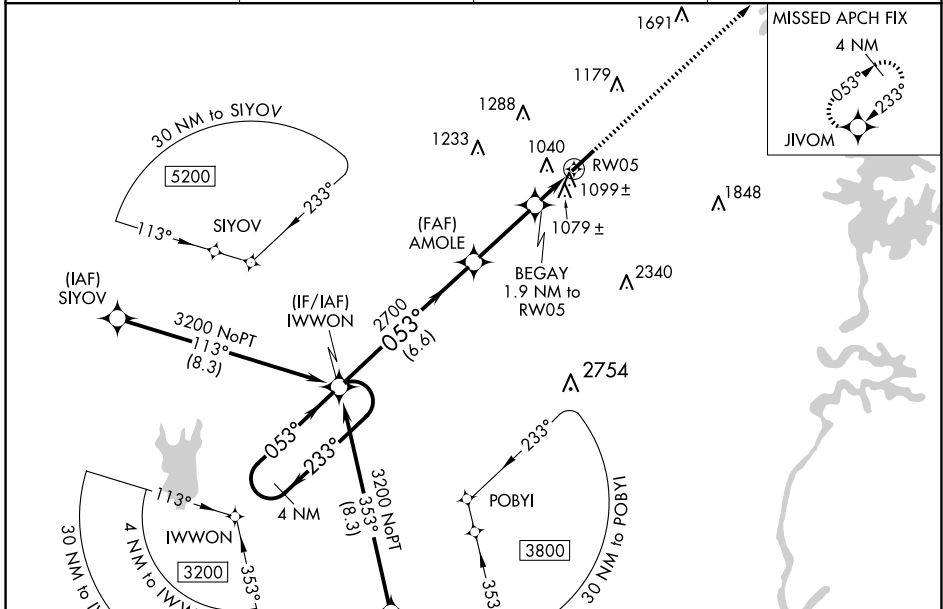 1691
MISSED APCH FIX
4 NM
053°
233°
JIVOM
1179
1288
1233
1040
RW05
1099 ±
1079 ±
1848
30 NM to SIYOV
5200
233°
113°
SIYOV
(FAF)
AMOLE
BEGAY
1.9 NM to
RW05
2340
(IAF)
SIYOV
(IF/IAF)
IWWON
3200 NoPT
113°
(8.3)
2700
053°
(6.6)
2754
053°
233°
4 NM
3200 NoPT
353°
(8.3)
113°
IWWON
3200
353°
4 NM to
30 NM to
233°
POBYI
3800
353
30 NM to POBYI